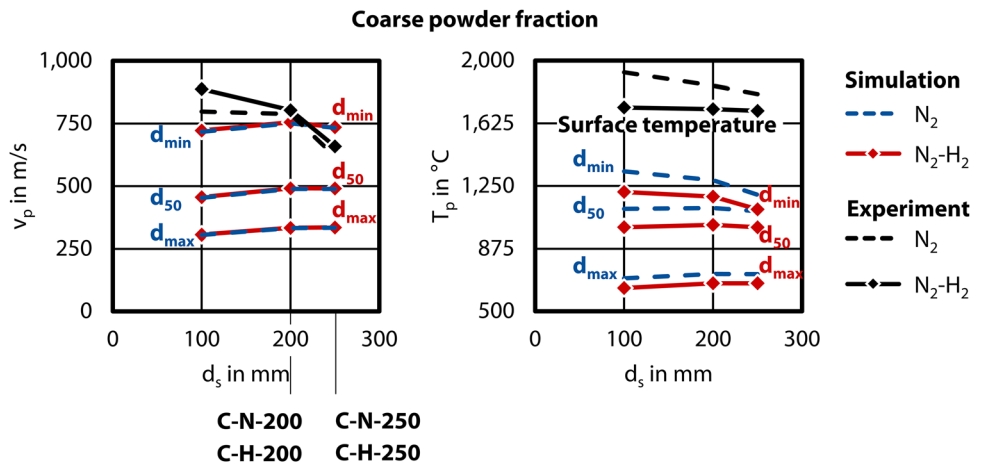 Coarse powder fraction
v_p in m/s
1,000
750
500
250
0
0
100
200
300
d_s in mm
d_min
d_min
d_50
d_50
d_max
d_max
C-N-200
C-H-200
C-N-250
C-H-250
T_p in °C
2,000
1,625
1,250
875
500
0
100
200
300
d_s in mm
Surface temperature
d_min
d_min
d_50
d_50
d_max
d_max
Simulation
N₂
N₂-H₂
Experiment
N₂
N₂-H₂